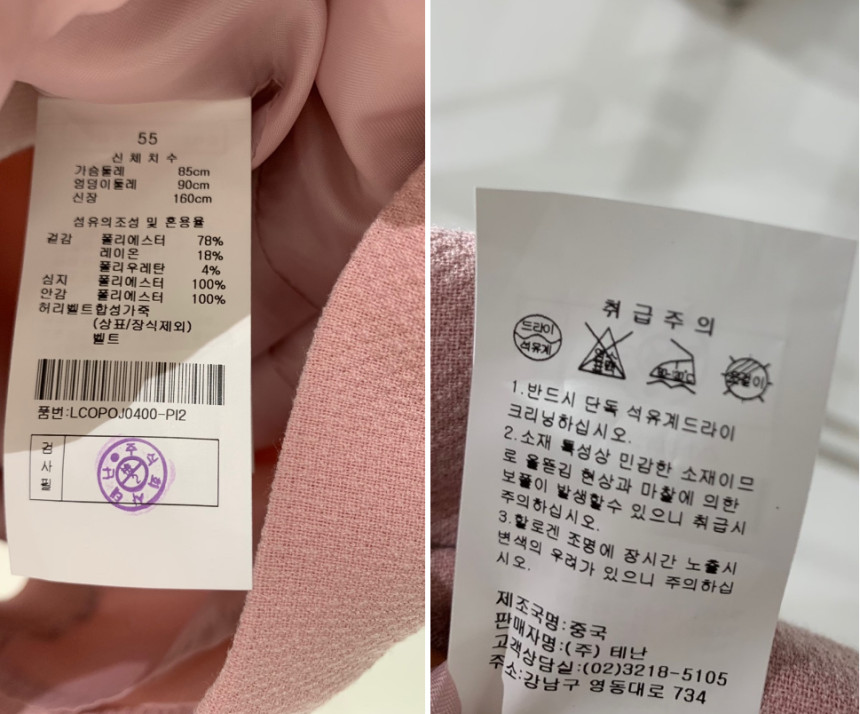 55
신체치수
가슴둘레 85cm
엉덩이둘레 90cm
신장 160cm
섬유의조성 및 혼용율
겉감 폴리에스터 78%
레이온 18%
폴리우레탄 4%
심지 폴리에스터 100%
안감 폴리에스터 100%
허리벨트합성가죽
(상표/장식제외)
벨트
품번:LCOPOJ0400-PI2
검
사
필
취급주의
드라이
석유계
염소
표백
1.반드시 단독 석유계드라이
크리닝하십시오.
2.소재 특성상 민감한 소재이므
로 올뜯김 현상과 마찰에 의한
보풀이 발생할수 있으니 취급시
주의하십시오.
3.할로겐 조명에 장시간 노출시
변색의 우려가 있으니 주의하십
시오.
제조국명:중국
판매자명:(주) 테난
고객상담실:(02)3218-5105
주소:강남구 영동대로 734